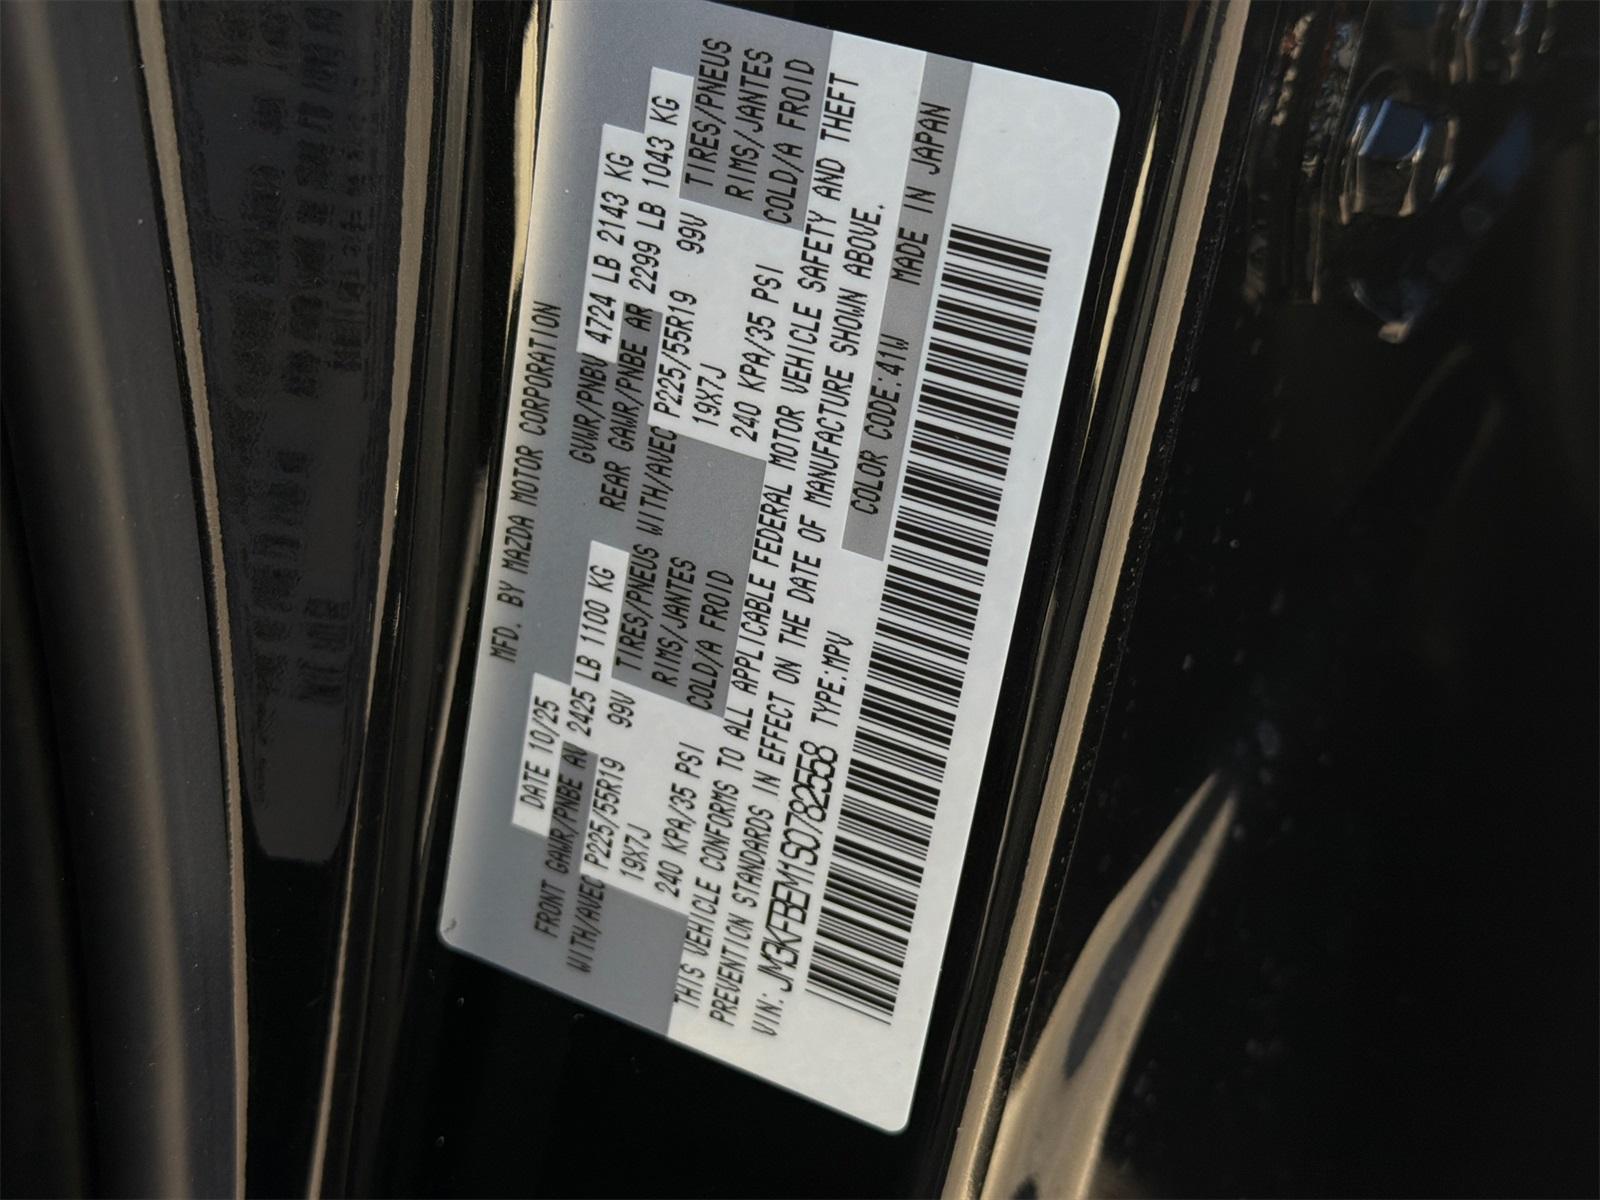 MFD. BY MAZDA MOTOR CORPORATION
DATE 10/25 GVWR/PNBV 4724 LB 2143 KG
FRONT GAWR/PNBE AV 2425 LB 1100 KG REAR GAWR/PNBE AR 2299 LB 1043 KG
WITH/AVEC P225/55R19 99V TIRES/PNEUS WITH/AVEC P225/55R19 99V TIRES/PNEUS
19X7J RIMS/JANTES 19X7J RIMS/JANTES
240 KPA/35 PSI COLD/A FROID 240 KPA/35 PSI COLD/A FROID
THIS VEHICLE CONFORMS TO ALL APPLICABLE FEDERAL MOTOR VEHICLE SAFETY AND THEFT
PREVENTION STANDARDS IN EFFECT ON THE DATE OF MANUFACTURE SHOWN ABOVE.
VIN: JM3KFBEM1S0782558 TYPE:MPV COLOR CODE:41W MADE IN JAPAN